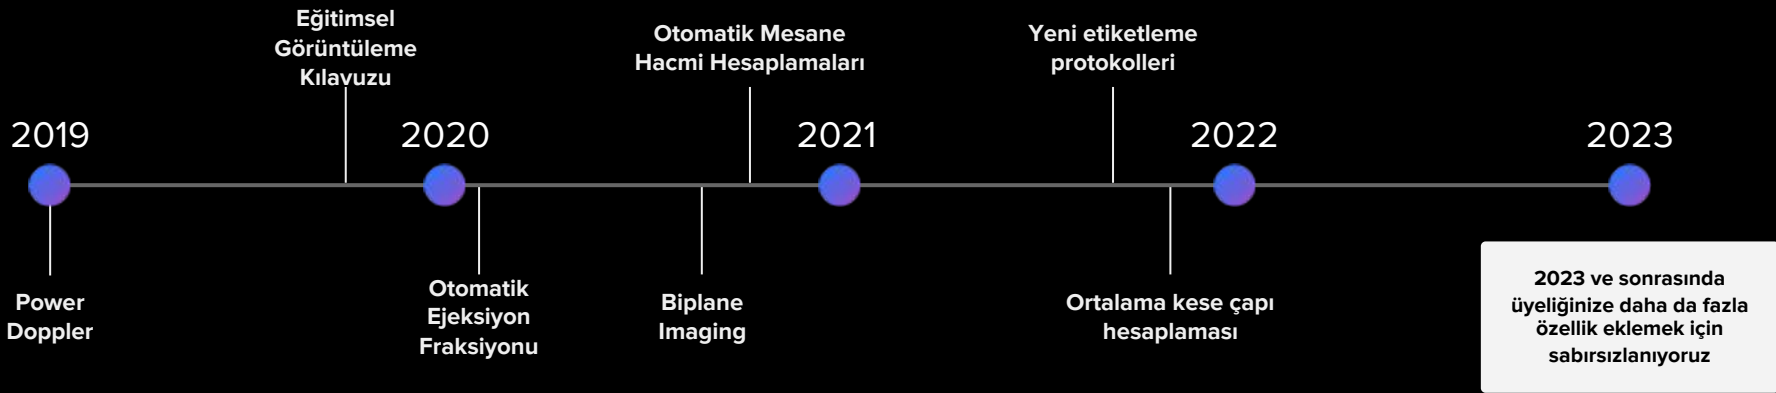 Eğitimsel
Görüntüleme
Kılavuzu
Otomatik Mesane
Hacmi Hesaplamaları
Yeni etiketleme
protokolleri
2019
2020
2021
2022
2023
Power
Doppler
Otomatik
Ejeksiyon
Fraksiyonu
Biplane
Imaging
Ortalama kese çapı
hesaplaması
2023 ve sonrasında
üyeliğinize daha da fazla
özellik eklemek için
sabırsızlanıyoruz